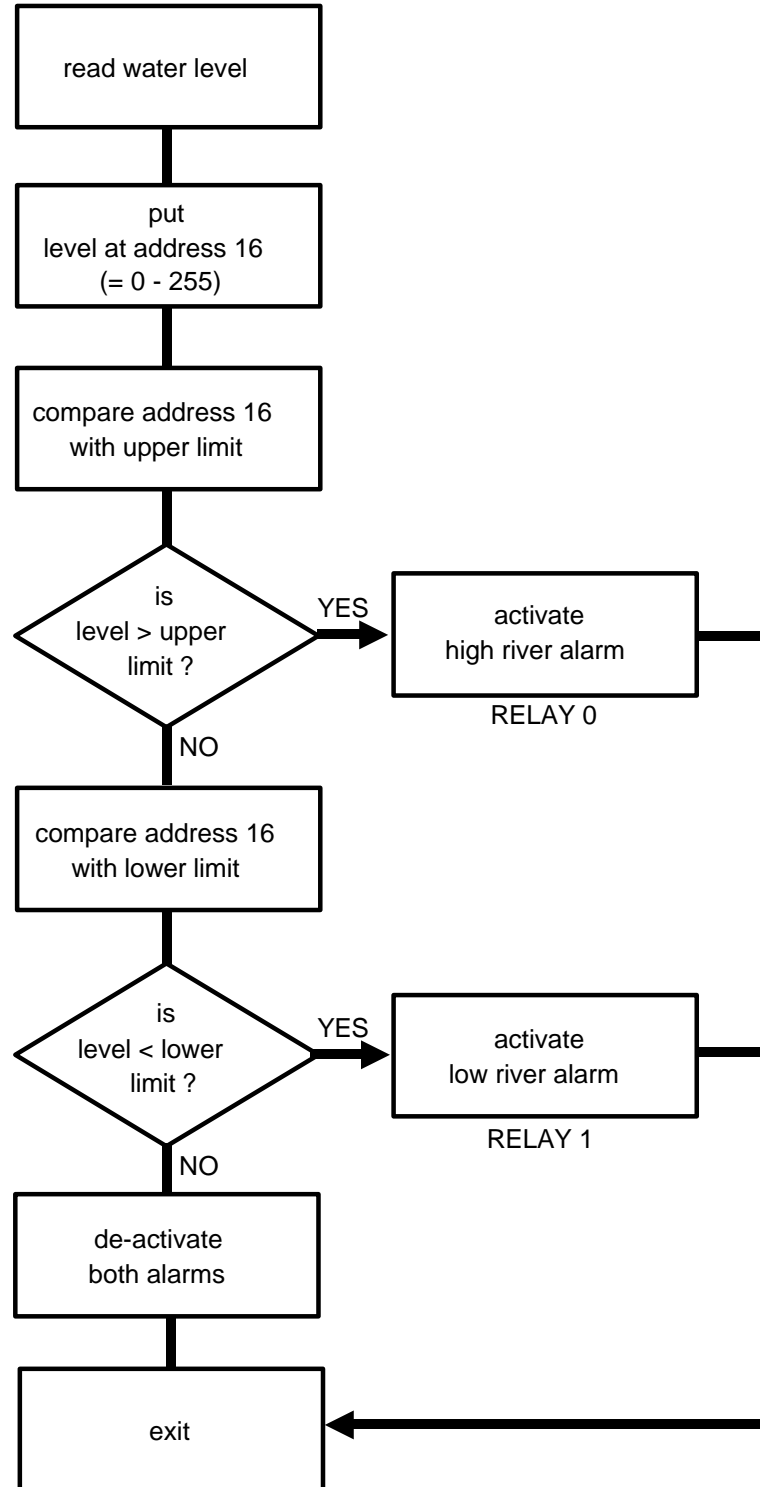 read water level
put
level at address 16
(= 0 - 255)
compare address 16
with upper limit
is
level > upper
limit ?
YES
activate
high river alarm
RELAY 0
NO
compare address 16
with lower limit
is
level < lower
limit ?
YES
activate
low river alarm
RELAY 1
NO
de-activate
both alarms
exit